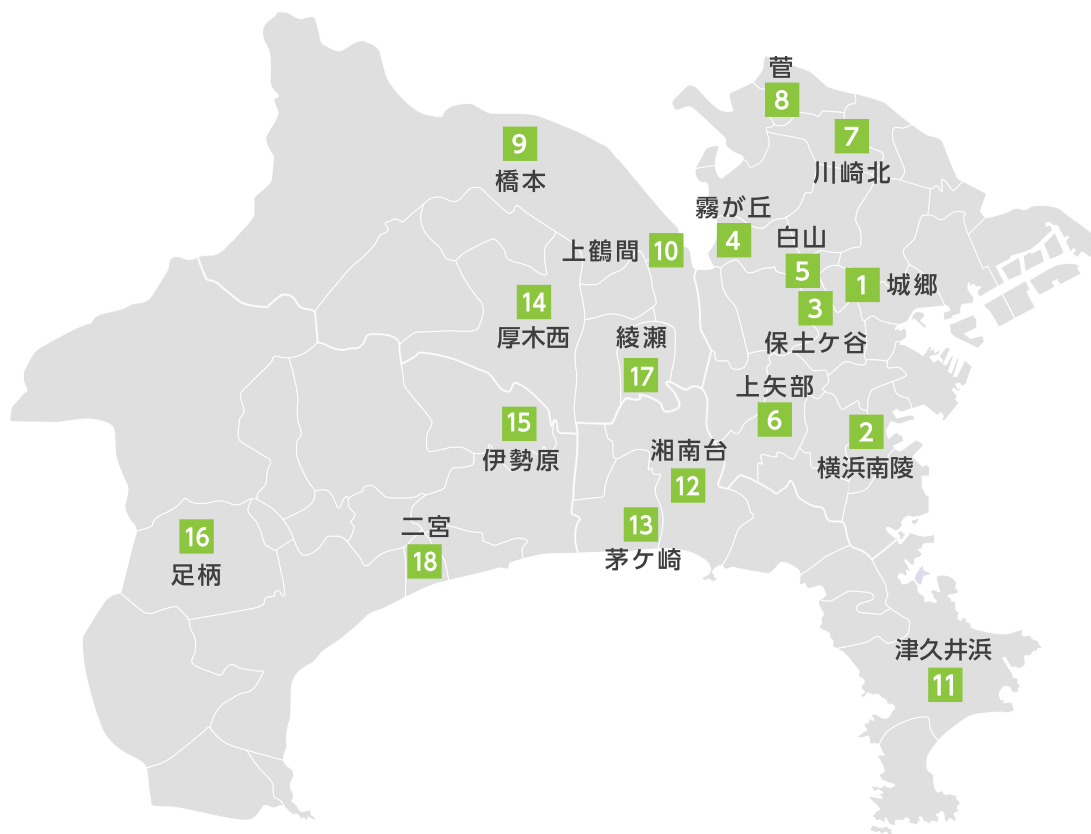 菅
8
7
川崎北
9
橋本
霧が丘
4
上鶴間
10
白山
5
1
城郷
3
保土ケ谷
14
厚木西
綾瀬
17
上矢部
6
2
横浜南陵
15
伊勢原
湘南台
12
13
茅ケ崎
二宮
18
16
足柄
津久井浜
11